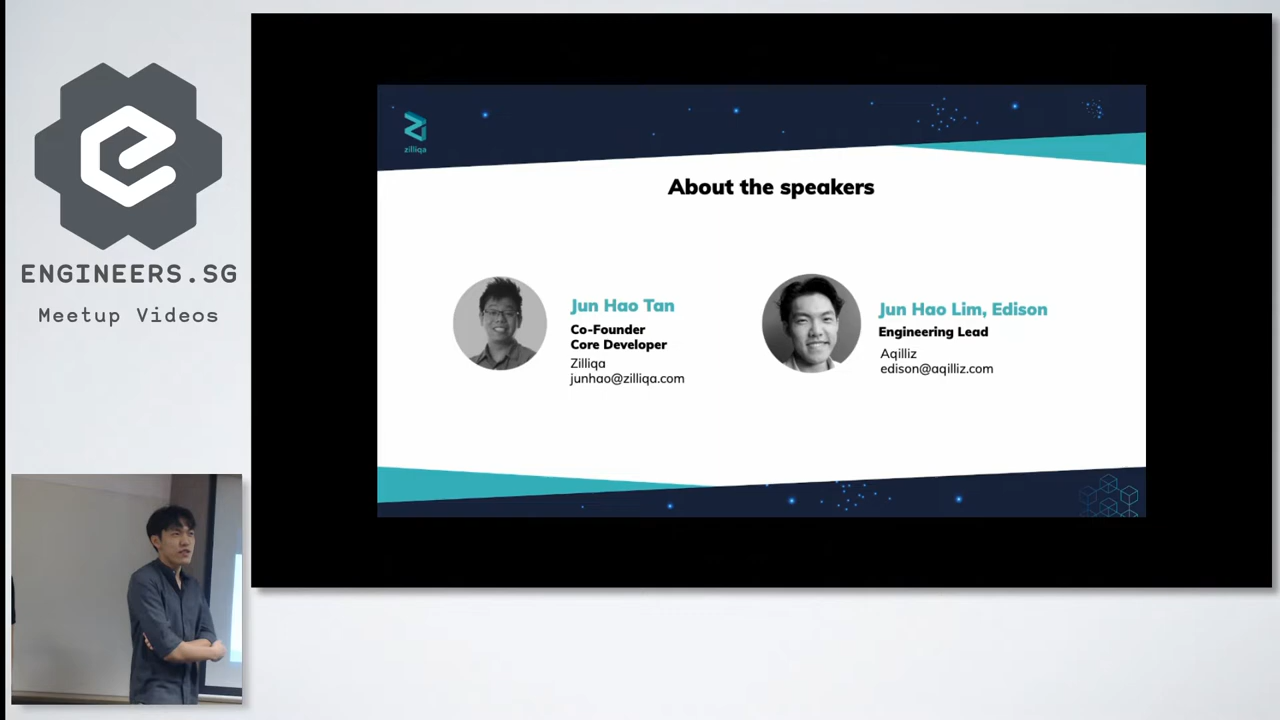 ENGINEERS.SG
Meetup Videos
zilliqa
About the speakers
Jun Hao Tan
Co-Founder
Core Developer
Zilliqa
junhao@zilliqa.com
Jun Hao Lim, Edison
Engineering Lead
Aqilliz
edison@aqilliz.com